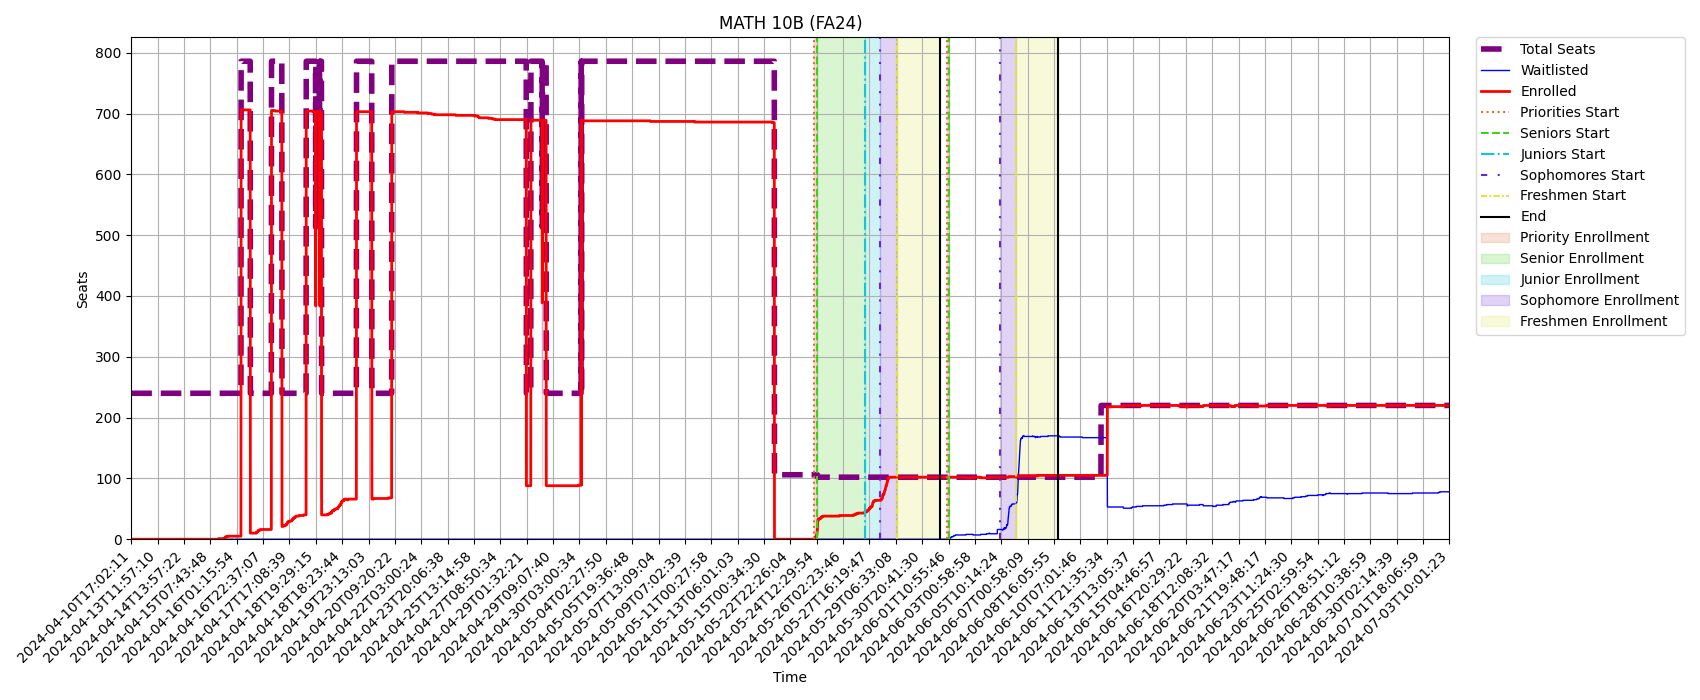 MATH 10B (FA24)
Total Seats
Waitlisted
Enrolled
Priorities Start
Seniors Start
Juniors Start
Sophomores Start
Freshmen Start
End
Priority Enrollment
Senior Enrollment
Junior Enrollment
Sophomore Enrollment
Freshmen Enrollment
Seats
800
700
600
500
400
300
200
100
0
2024-04-10T17:02:11
2024-04-13T11:57:10
2024-04-14T13:57:22
2024-04-15T07:43:48
2024-04-16T01:15:54
2024-04-16T22:37:07
2024-04-17T17:08:39
2024-04-18T19:29:15
2024-04-18T18:23:44
2024-04-19T23:13:03
2024-04-20T09:20:22
2024-04-22T03:00:24
2024-04-23T20:06:38
2024-04-25T13:14:58
2024-04-27T08:50:34
2024-04-29T01:32:21
2024-04-29T09:07:40
2024-04-30T03:00:34
2024-05-04T02:27:50
2024-05-05T19:36:48
2024-05-07T13:09:04
2024-05-09T07:02:39
2024-05-11T00:27:58
2024-05-13T06:01:03
2024-05-15T00:34:30
2024-05-22T22:26:04
2024-05-24T12:29:54
2024-05-26T02:23:46
2024-05-27T16:19:47
2024-05-29T06:33:08
2024-05-30T20:41:30
2024-06-01T10:55:46
2024-06-03T00:58:58
2024-06-05T10:14:24
2024-06-07T00:58:09
2024-06-08T16:05:55
2024-06-10T07:01:46
2024-06-11T21:35:34
2024-06-13T13:05:37
2024-06-15T04:46:57
2024-06-16T20:29:22
2024-06-18T12:08:32
2024-06-20T03:47:17
2024-06-21T19:48:17
2024-06-23T11:24:30
2024-06-25T02:59:54
2024-06-26T18:51:12
2024-06-28T10:38:59
2024-06-30T02:14:39
2024-07-01T18:06:59
2024-07-03T10:01:23
Time